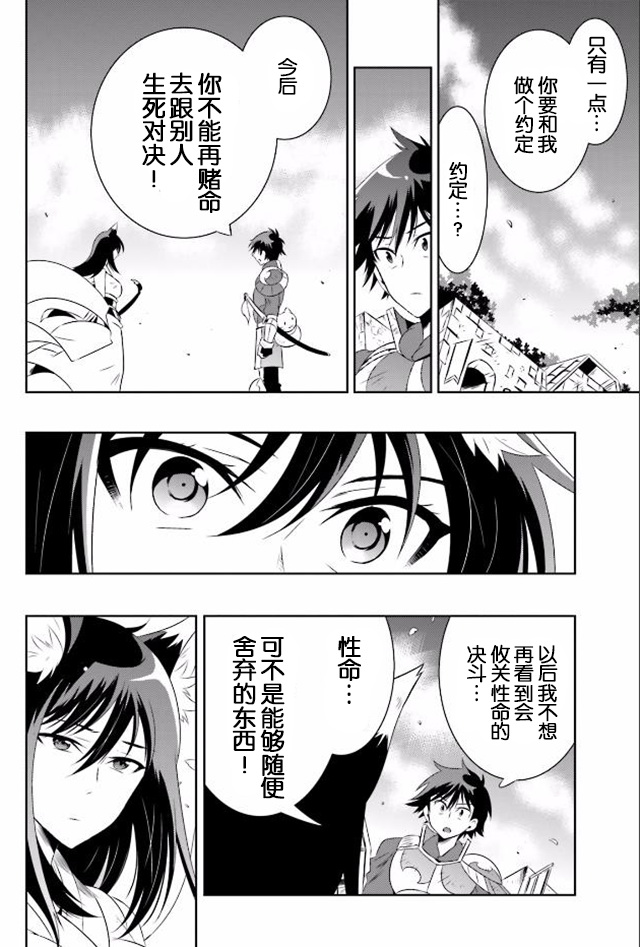 只有一点…
你要和我
做个约定
约定…?
今后
你不能再赌命
去跟别人
生死对决！
以后我不想
再看到会
攸关性命的
决斗…
性命…
可不是能够随便
舍弃的东西！